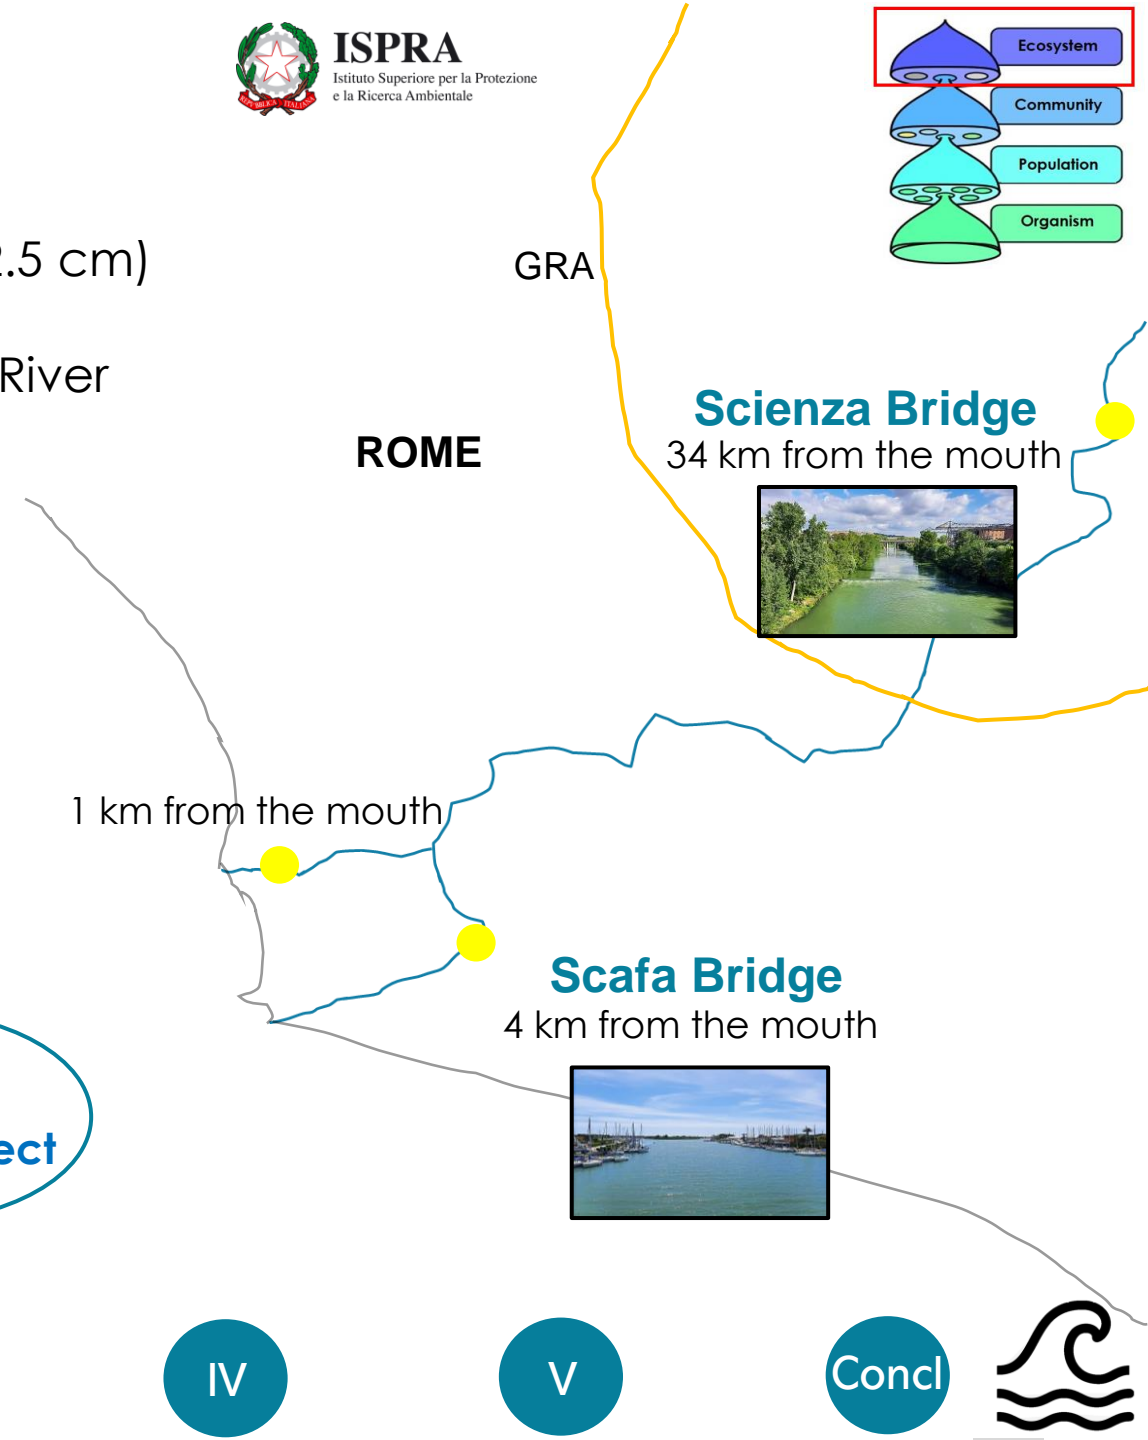 ISPRA
Istituto Superiore per la Protezione
e la Ricerca Ambientale
REPVBBLICA ITALIANA
Ecosystem
Community
Population
Organism
.5 cm)
GRA
River
Scienza Bridge
34 km from the mouth
ROME
1 km from the mouth
Scafa Bridge
4 km from the mouth
ect
IV
V
Concl